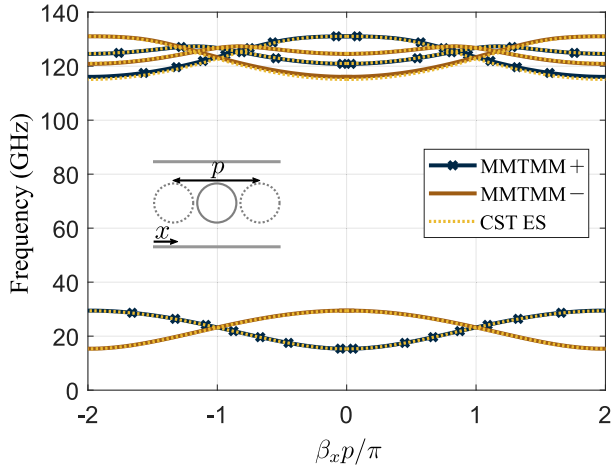 Frequency (GHz)
140
120
100
80
60
40
20
0
p
x
MMTMM +
MMTMM −
CST ES
-2
-1
0
1
2
βₓp/π